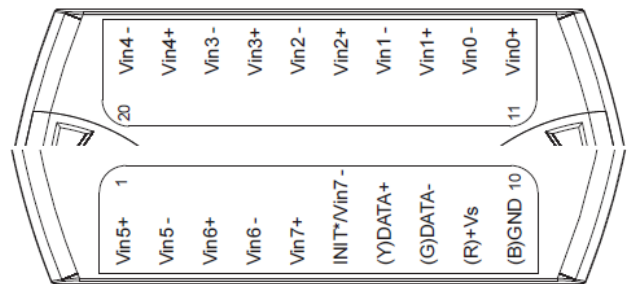 Vin4 -
Vin4+
Vin3 -
Vin3+
Vin2 -
Vin2+
Vin1 -
Vin1+
Vin0 -
Vin0+
20
11
1
10
Vin5+
Vin5 -
Vin6+
Vin6 -
Vin7+
INIT*/Vin7 -
(Y)DATA+
(G)DATA-
(R)+Vs
(B)GND